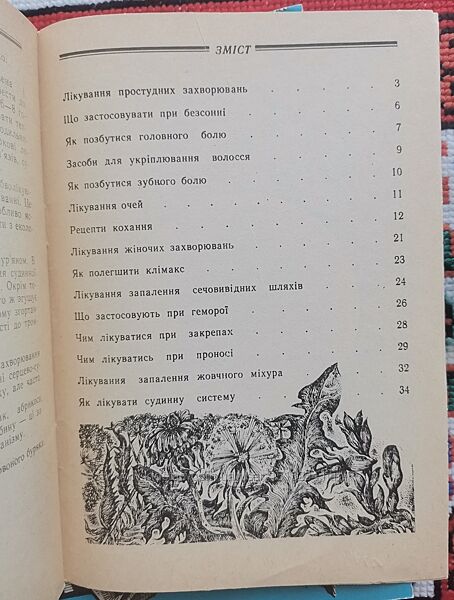 ЗМІСТ
Лікування простудних захворювань . . . . 3
Що застосовувати при безсонні . . . . 6
Як позбутися головного болю . . . . 7
Засоби для укріплювання волосся . . . . 9
Як позбутися зубного болю . . . . 10
Лікування очей . . . . 11
Рецепти кохання . . . . 12
Лікування жіночих захворювань . . . . 21
Як полегшити клімакс . . . . 23
Лікування запалення сечовивідних шляхів . . . . 24
Що застосовують при геморої . . . . 26
Чим лікуватися при закрепах . . . . 28
Чим лікуватись при проносі . . . . 29
Лікування запалення жовчного міхура . . . . 32
Як лікувати судинну систему . . . . 34